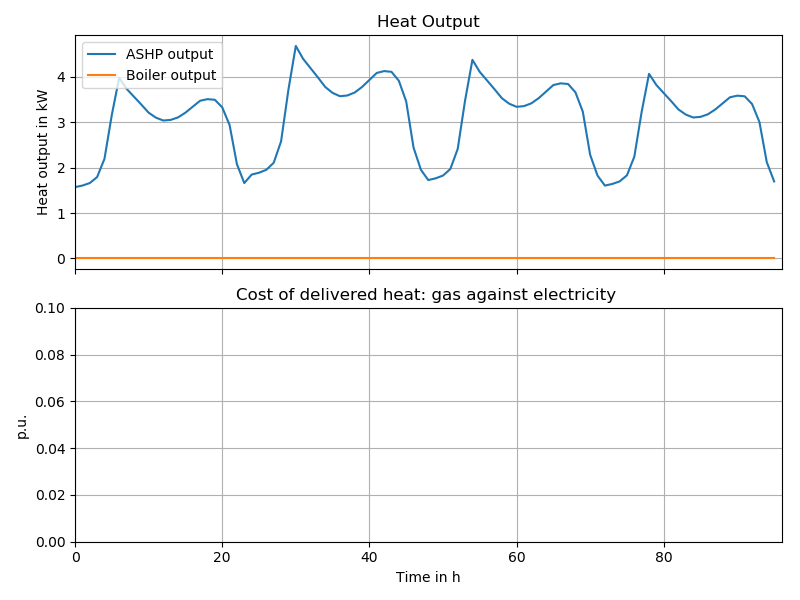 Heat Output
ASHP output
Boiler output
Heat output in kW
4
3
2
1
0
Cost of delivered heat: gas against electricity
p.u.
0.10
0.08
0.06
0.04
0.02
0.00
0 20 40 60 80
Time in h